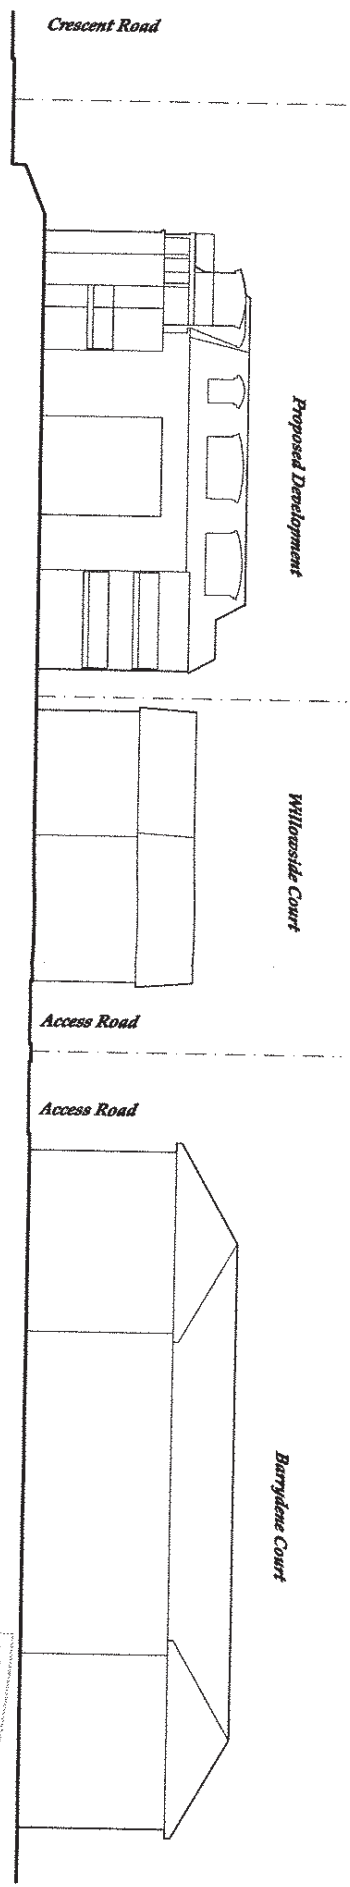 Crescent Road
Proposed Development
Willowside Court
Access Road
Access Road
Barrydene Court